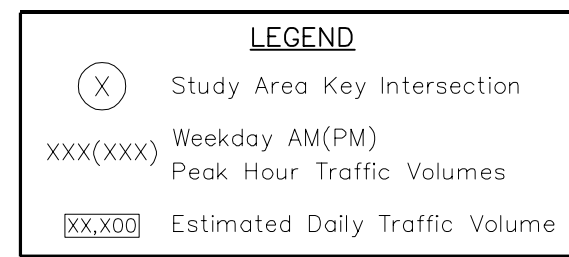 LEGEND
X Study Area Key Intersection
XXX(XXX) Weekday AM(PM)
Peak Hour Traffic Volumes
XX,X00 Estimated Daily Traffic Volume